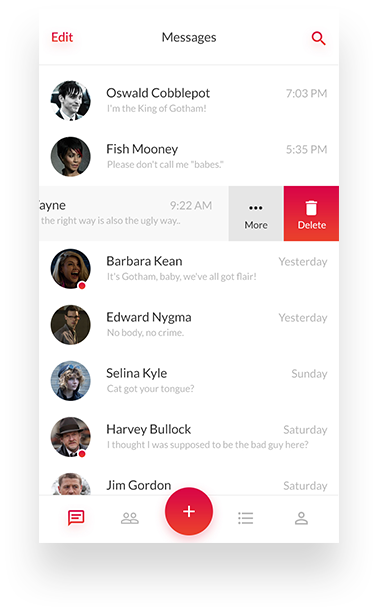 Edit
Messages
Oswald Cobblepot
7:03 PM
I'm the King of Gotham!
Fish Mooney
5:35 PM
Please don't call me "babes."
ayne
9:22 AM
the right way is also the ugly way..
More
Delete
Barbara Kean
Yesterday
It's Gotham, baby, we've all got flair!
Edward Nygma
Yesterday
No body, no crime.
Selina Kyle
Sunday
Cat got your tongue?
Harvey Bullock
Saturday
I thought I was supposed to be the bad guy here?
Jim Gordon
Saturday